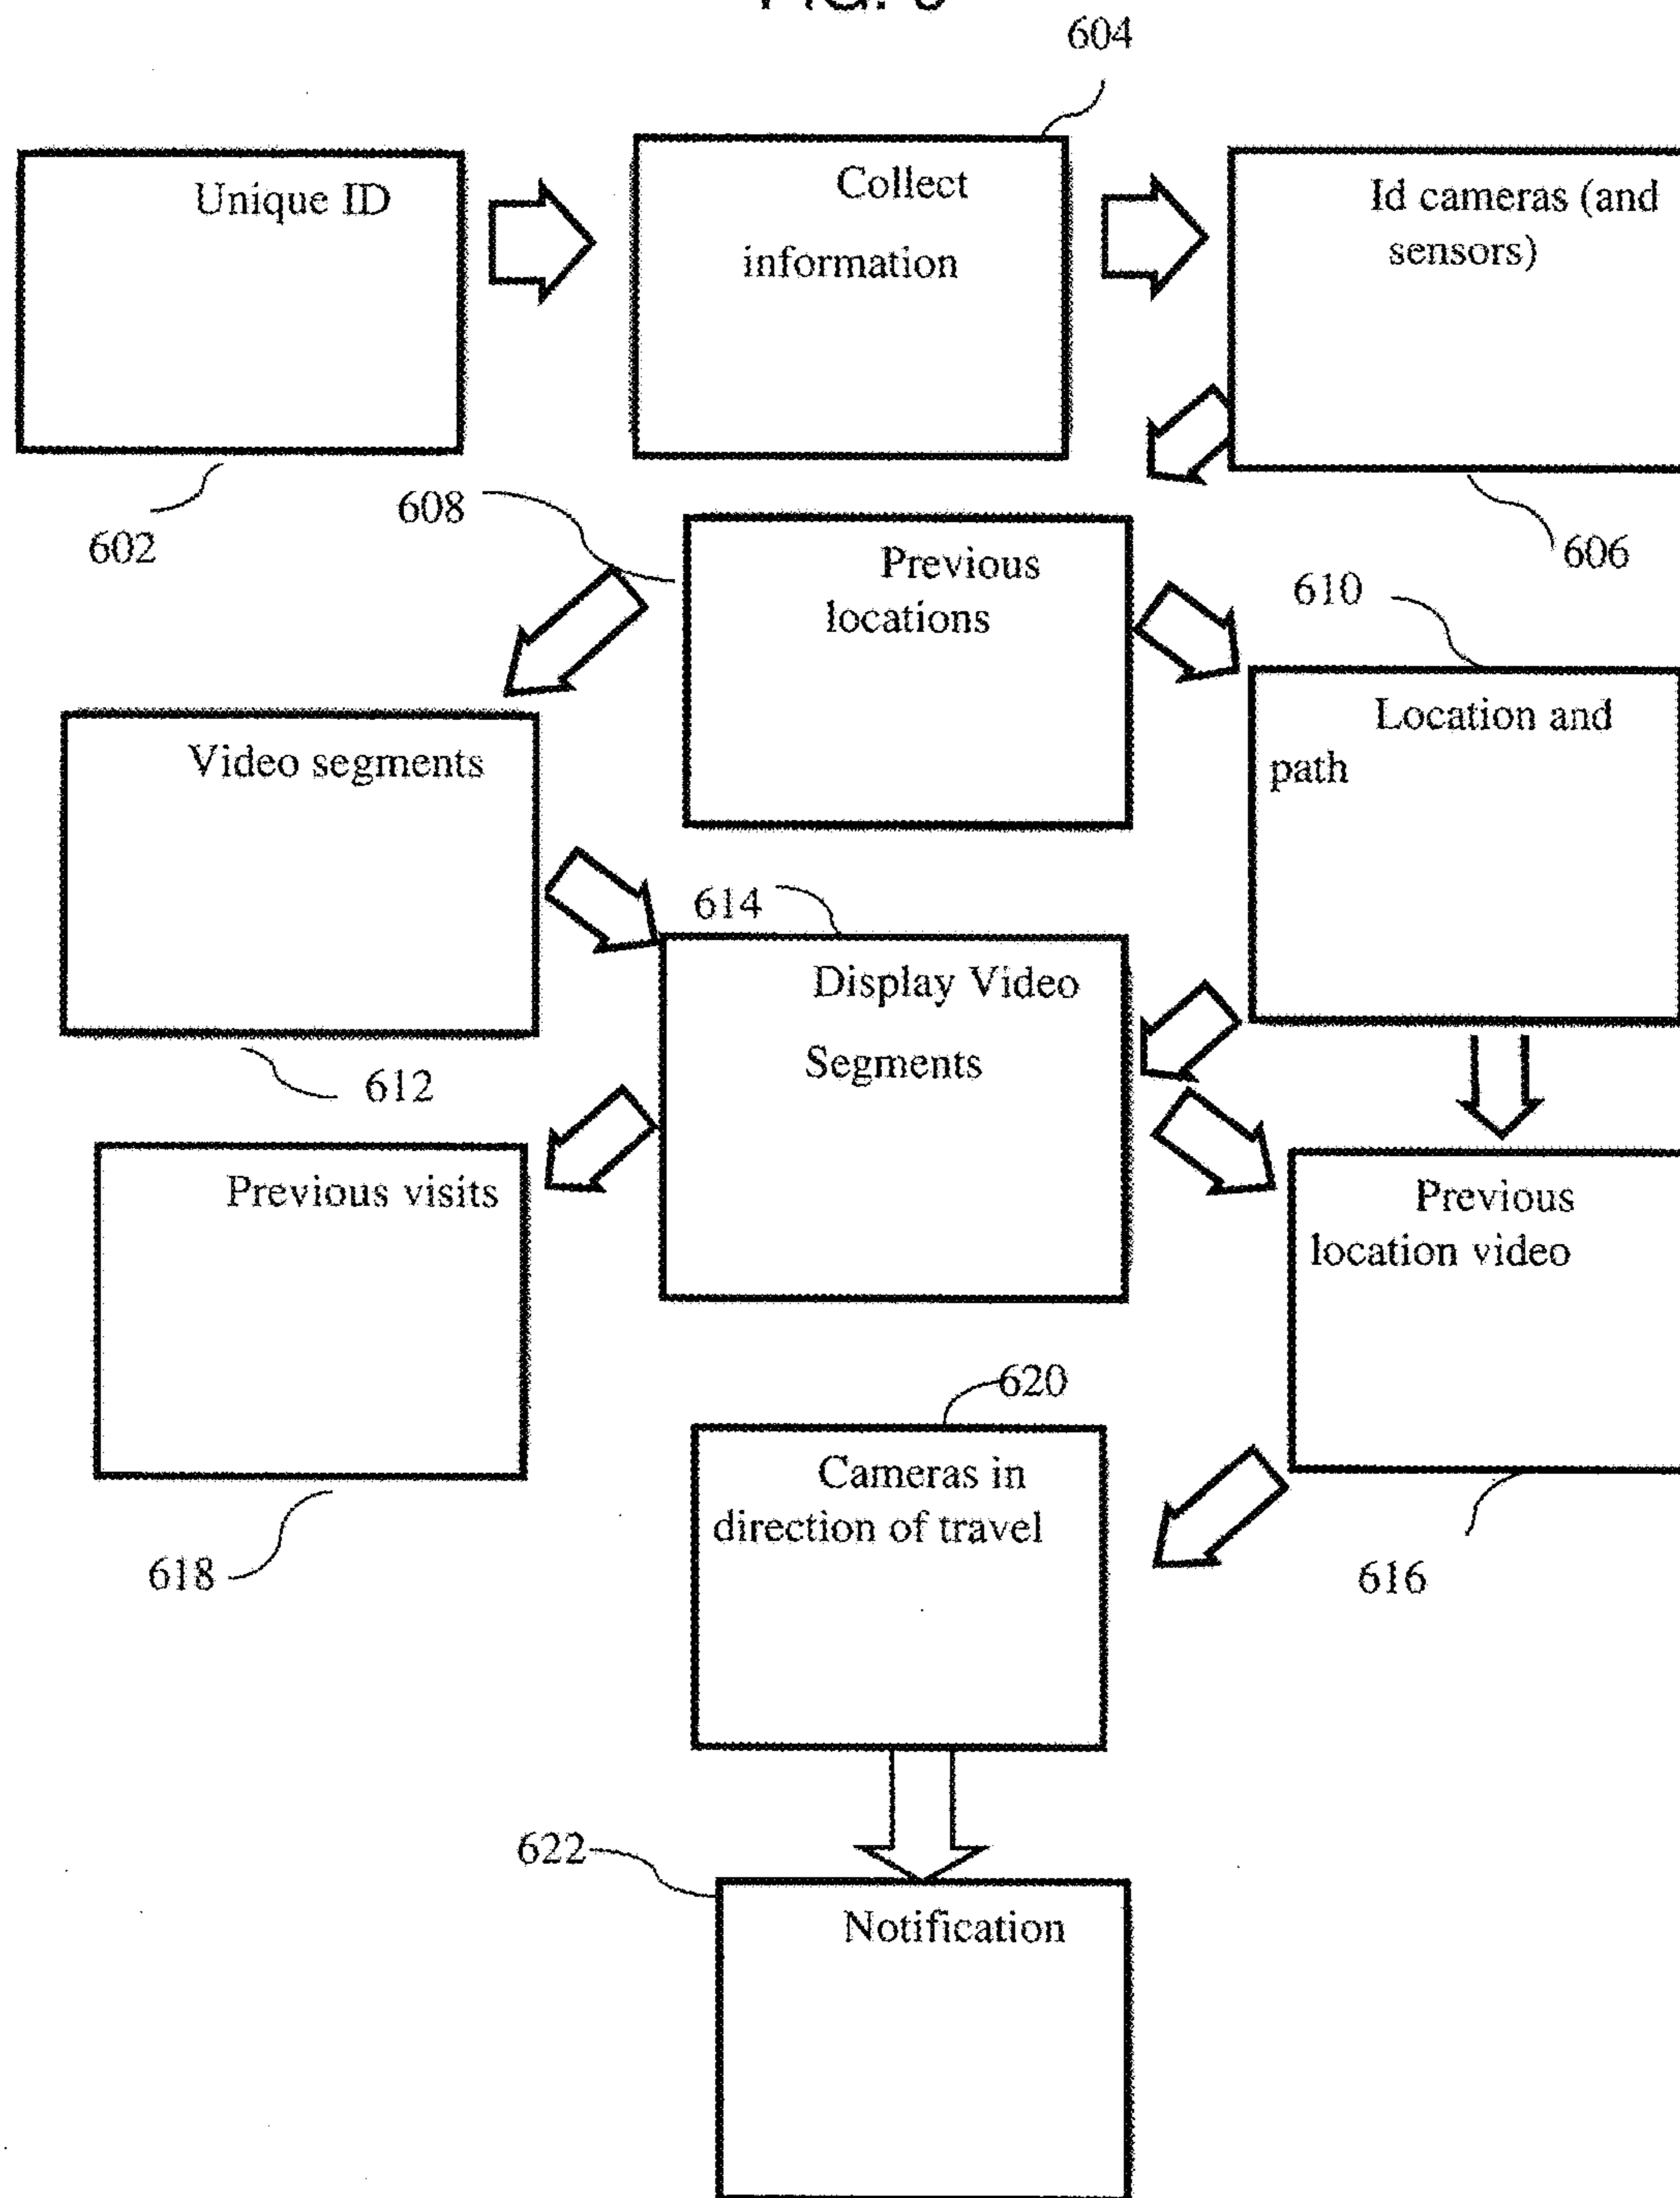 604
Unique ID
Collect
information
Id cameras (and
sensors)
602
608
Previous
locations
606
610
Location and
path
Video segments
614
Display Video
Segments
612
Previous visits
Previous
location video
620
Cameras in
direction of travel
618
616
622
Notification